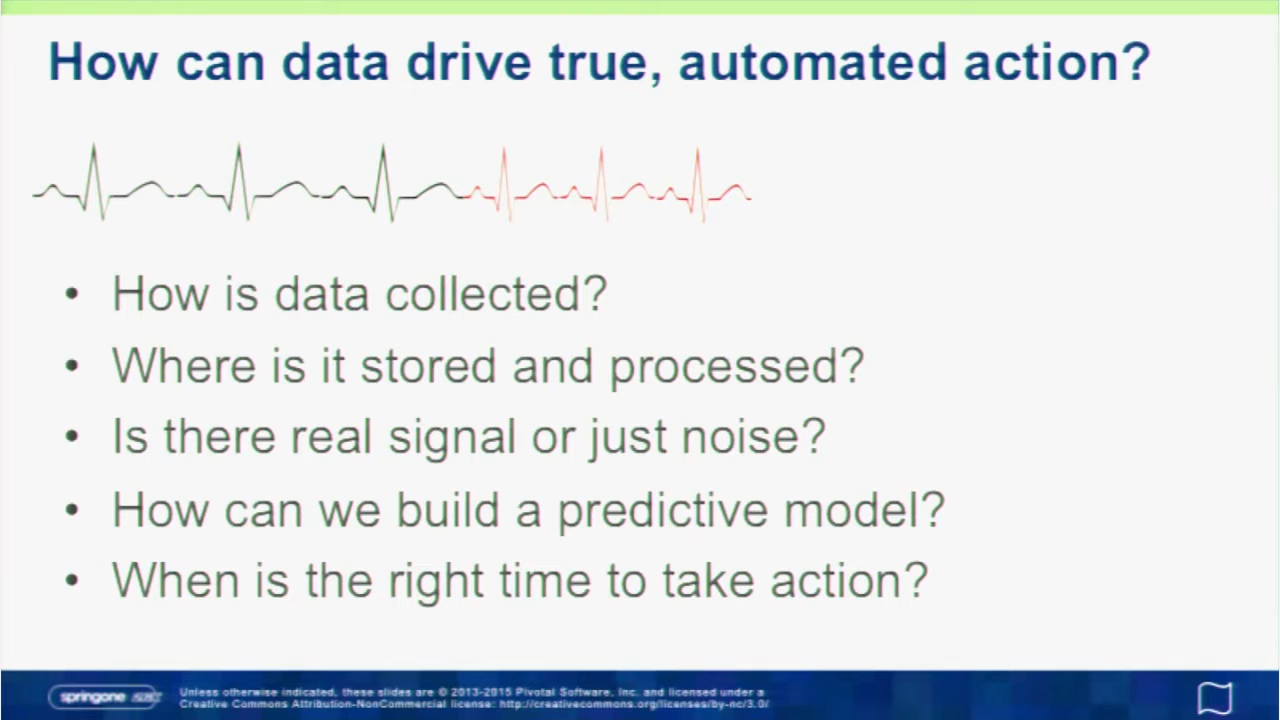 How can data drive true, automated action?
• How is data collected?
• Where is it stored and processed?
• Is there real signal or just noise?
• How can we build a predictive model?
• When is the right time to take action?
springone
Unless otherwise indicated, these slides are © 2013-2015 Pivotal Software, Inc. and licensed under a
Creative Commons Attribution-NonCommercial license: http://creativecommons.org/licenses/by-nc/3.0/